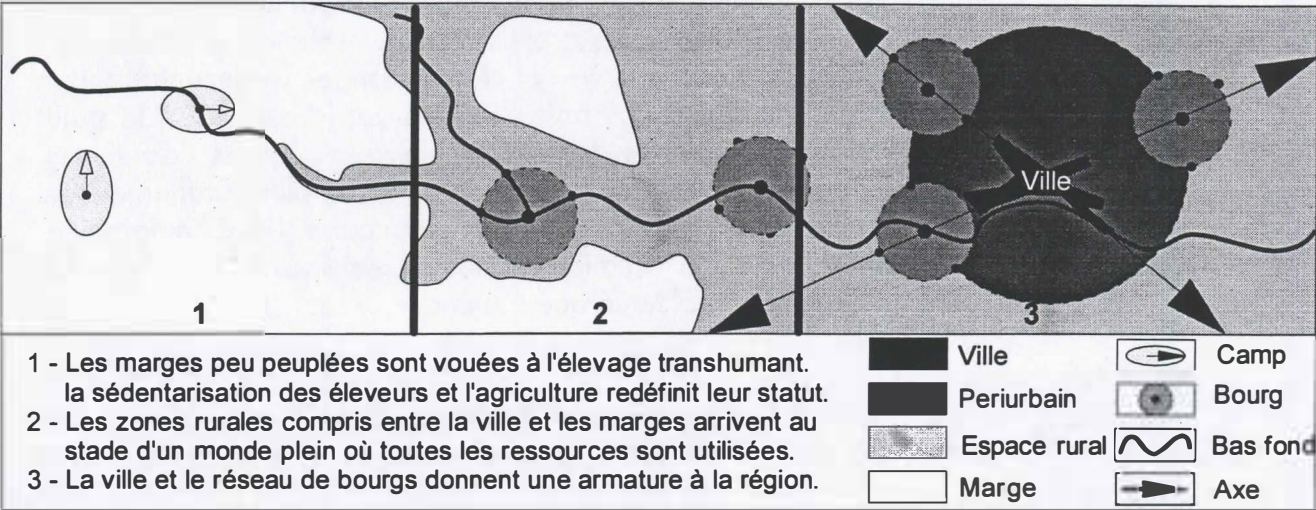 Ville
1
2
3
1 - Les marges peu peuplées sont vouées à l'élevage transhumant.
la sédentarisation des éleveurs et l'agriculture redéfinit leur statut.
2 - Les zones rurales compris entre la ville et les marges arrivent au
stade d'un monde plein où toutes les ressources sont utilisées.
3 - La ville et le réseau de bourgs donnent une armature à la région.
Ville
Camp
Periurbain
Bourg
Espace rural
Bas fond
Marge
Axe